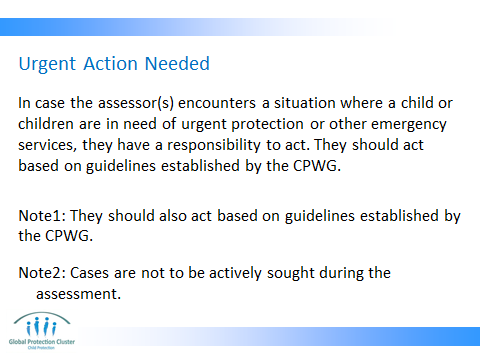 Urgent Action Needed
In case the assessor(s) encounters a situation where a child or
children are in need of urgent protection or other emergency
services, they have a responsibility to act. They should act
based on guidelines established by the CPWG.
Note1: They should also act based on guidelines established by
the CPWG.
Note2: Cases are not to be actively sought during the
assessment.
Global Protection Cluster
Child Protection